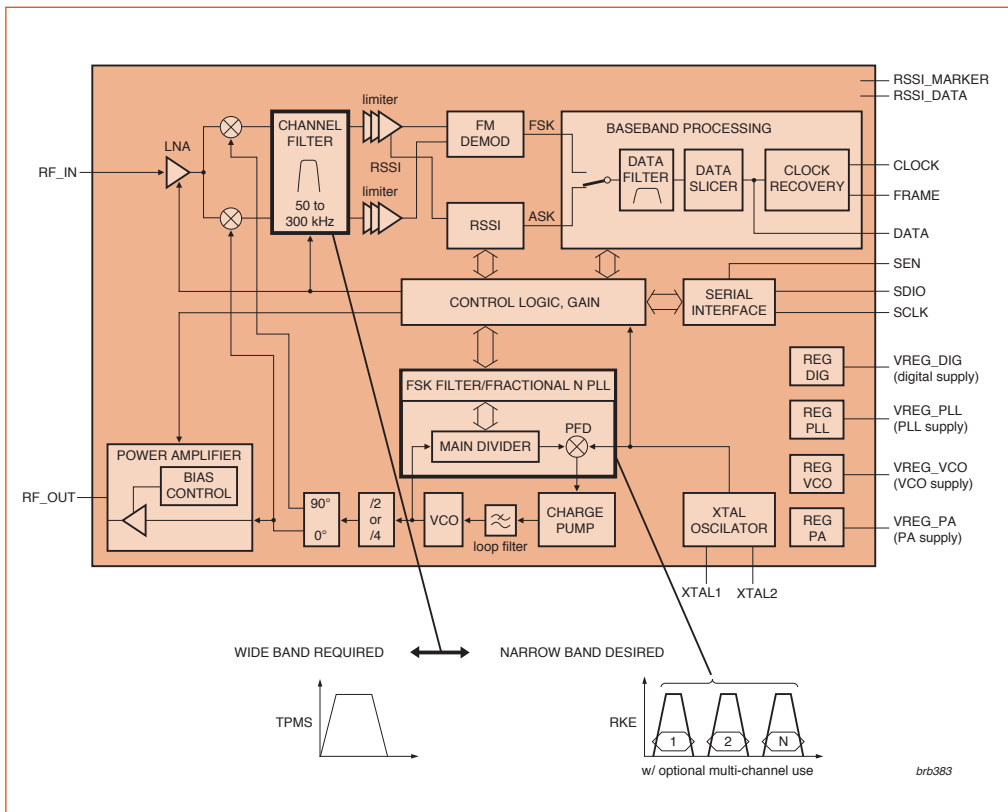 RSSI_MARKER
RSSI_DATA
RF_IN
LNA
CHANNEL
FILTER
50 to
300 kHz
limiter
RSSI
limiter
FM
DEMOD
FSK
RSSI
ASK
BASEBAND PROCESSING
DATA
FILTER
DATA
SLICER
CLOCK
RECOVERY
CLOCK
FRAME
DATA
SEN
SDIO
SCLK
CONTROL LOGIC, GAIN
SERIAL
INTERFACE
FSK FILTER/FRACTIONAL N PLL
MAIN DIVIDER
PFD
REG
DIG
VREG_DIG
(digital supply)
REG
PLL
VREG_PLL
(PLL supply)
REG
VCO
VREG_VCO
(VCO supply)
REG
PA
VREG_PA
(PA supply)
POWER AMPLIFIER
BIAS
CONTROL
RF_OUT
90°
0°
/2
or
/4
VCO
loop filter
CHARGE
PUMP
XTAL
OSCILATOR
XTAL1
XTAL2
WIDE BAND REQUIRED
NARROW BAND DESIRED
TPMS
RKE
1
2
N
w/ optional multi-channel use
brb383